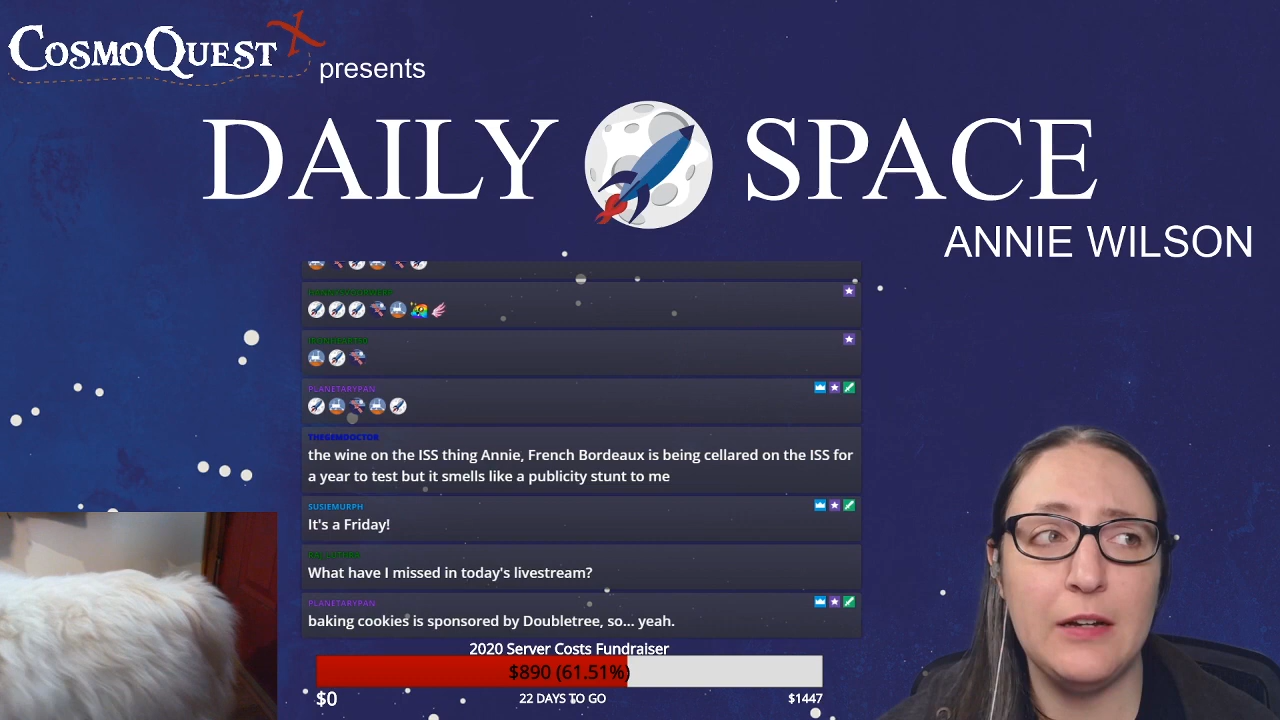 COSMOQUEST X
presents
DAILY SPACE
ANNIE WILSON
PLANETARYPAN
THEGEMDOCTOR
the wine on the ISS thing Annie, French Bordeaux is being cellared on the ISS for
a year to test but it smells like a publicity stunt to me
SUSIEMURPH
It's a Friday!
What have I missed in today's livestream?
PLANETARYPAN
baking cookies is sponsored by Doubletree, so... yeah.
2020 Server Costs Fundraiser
$890 (61.51%)
$0
22 DAYS TO GO
$1447